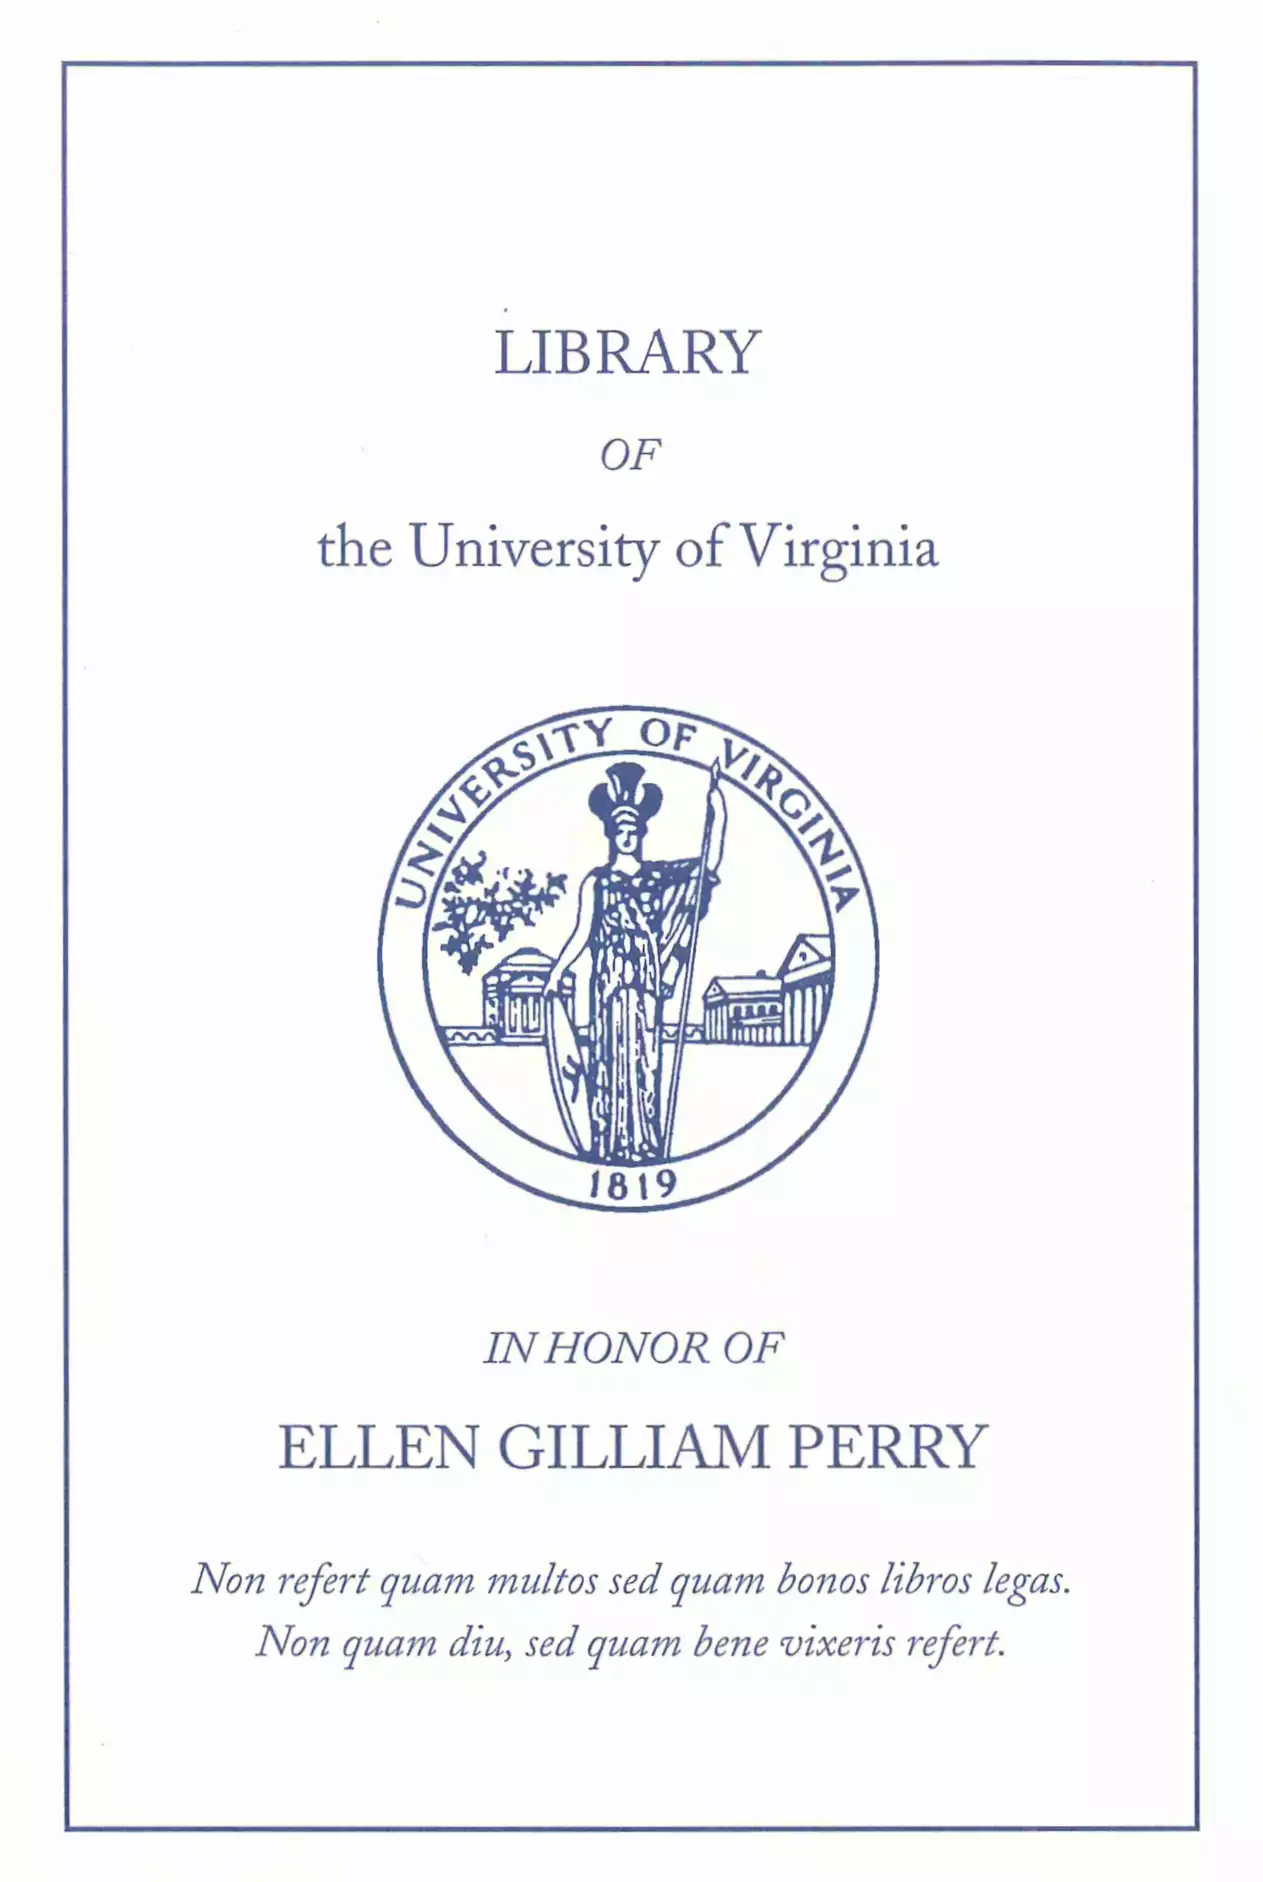 LIBRARY
OF
the University of Virginia
UNIVERSITY OF VIRGINIA
1819
IN HONOR OF
ELLEN GILLIAM PERRY
Non refert quam multos sed quam bonos libros legas.
Non quam diu, sed quam bene vixeris refert.